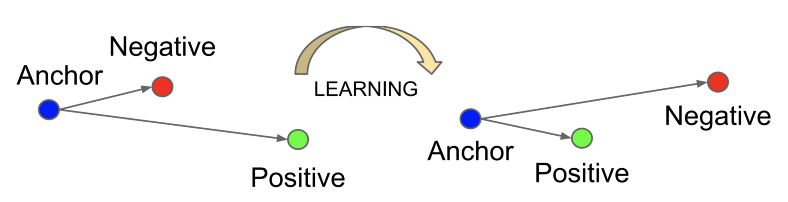 Negative
Anchor
Positive
LEARNING
Anchor
Negative
Positive